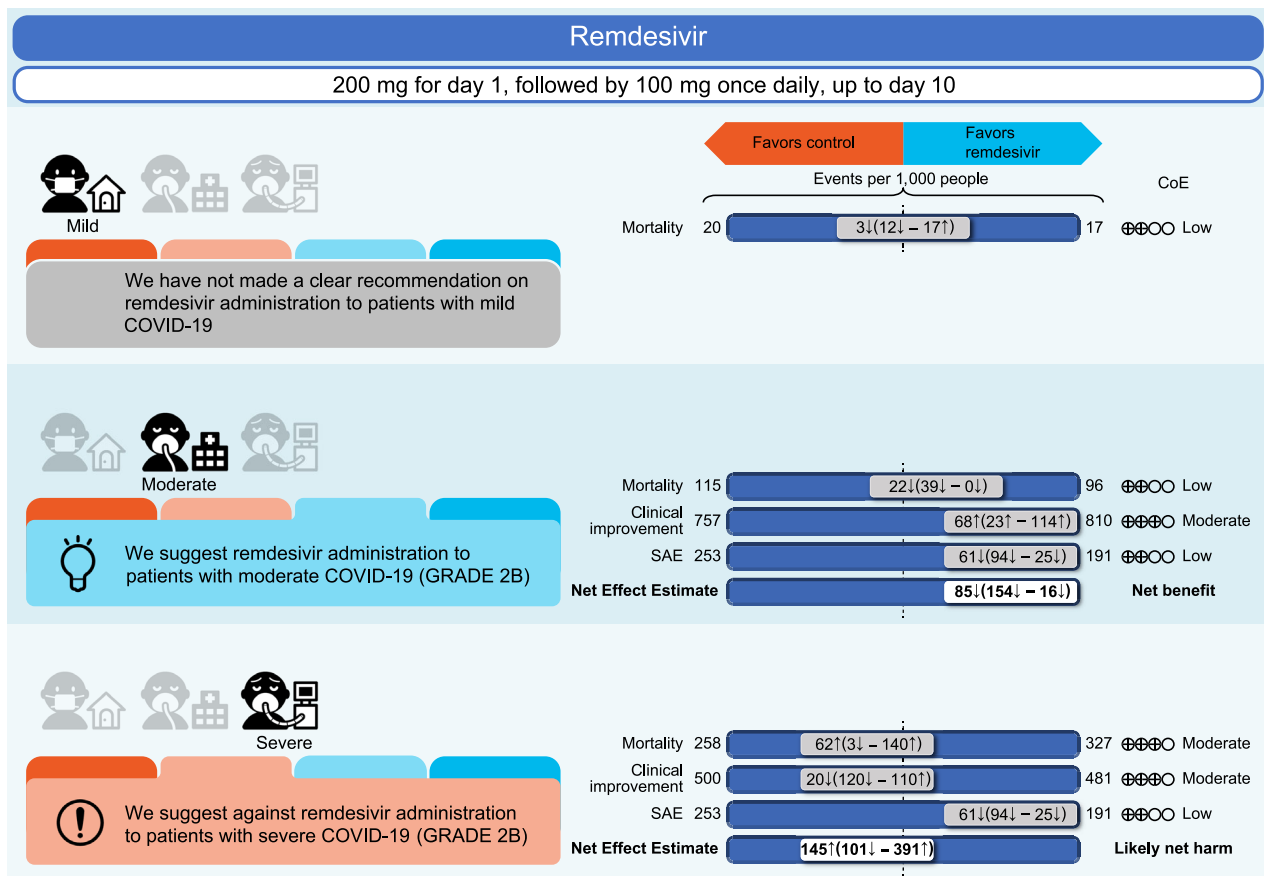 Remdesivir
200 mg for day 1, followed by 100 mg once daily, up to day 10
Favors control
Favors
remdesivir
Events per 1,000 people
CoE
Mild
Mortality 20 3↓(12↓ – 17↑) 17 ⊕⊕○○ Low
We have not made a clear recommendation on
remdesivir administration to patients with mild
COVID-19
Moderate
Mortality 115 22↓(39↓ – 0↓) 96 ⊕⊕○○ Low
Clinical
improvement 757 68↑(23↑ – 114↑) 810 ⊕⊕⊕○ Moderate
SAE 253 61↓(94↓ – 25↓) 191 ⊕⊕○○ Low
Net Effect Estimate 85↓(154↓ – 16↓) Net benefit
We suggest remdesivir administration to
patients with moderate COVID-19 (GRADE 2B)
Severe
Mortality 258 62↑(3↓ – 140↑) 327 ⊕⊕⊕○ Moderate
Clinical
improvement 500 20↓(120↓ – 110↑) 481 ⊕⊕⊕○ Moderate
SAE 253 61↓(94↓ – 25↓) 191 ⊕⊕○○ Low
Net Effect Estimate 145↑(101↓ – 391↑) Likely net harm
We suggest against remdesivir administration
to patients with severe COVID-19 (GRADE 2B)